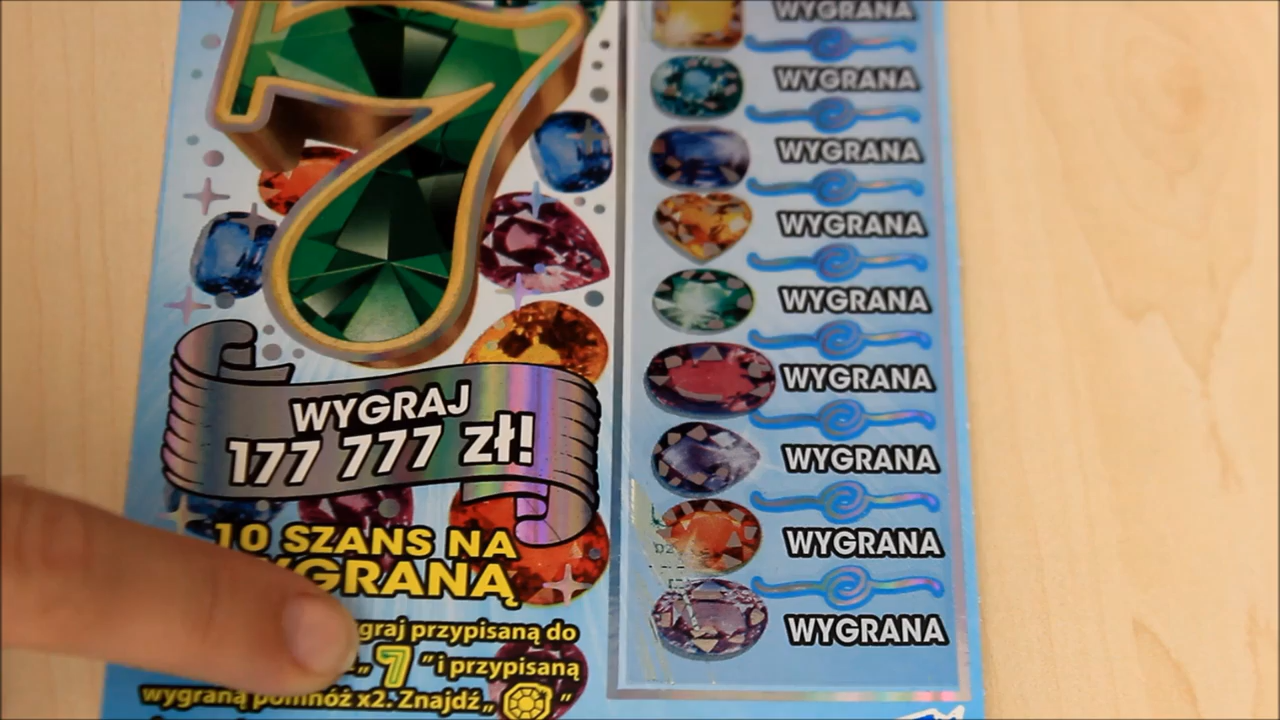 WYGRAJ
177 777 zł!
10 SZANS NA
WYGRANĄ
graj przypisaną do
„7" i przypisaną
wygraną pomnóż x2. Znajdź „ "
WYGRANA
WYGRANA
WYGRANA
WYGRANA
WYGRANA
WYGRANA
WYGRANA
WYGRANA
WYGRANA